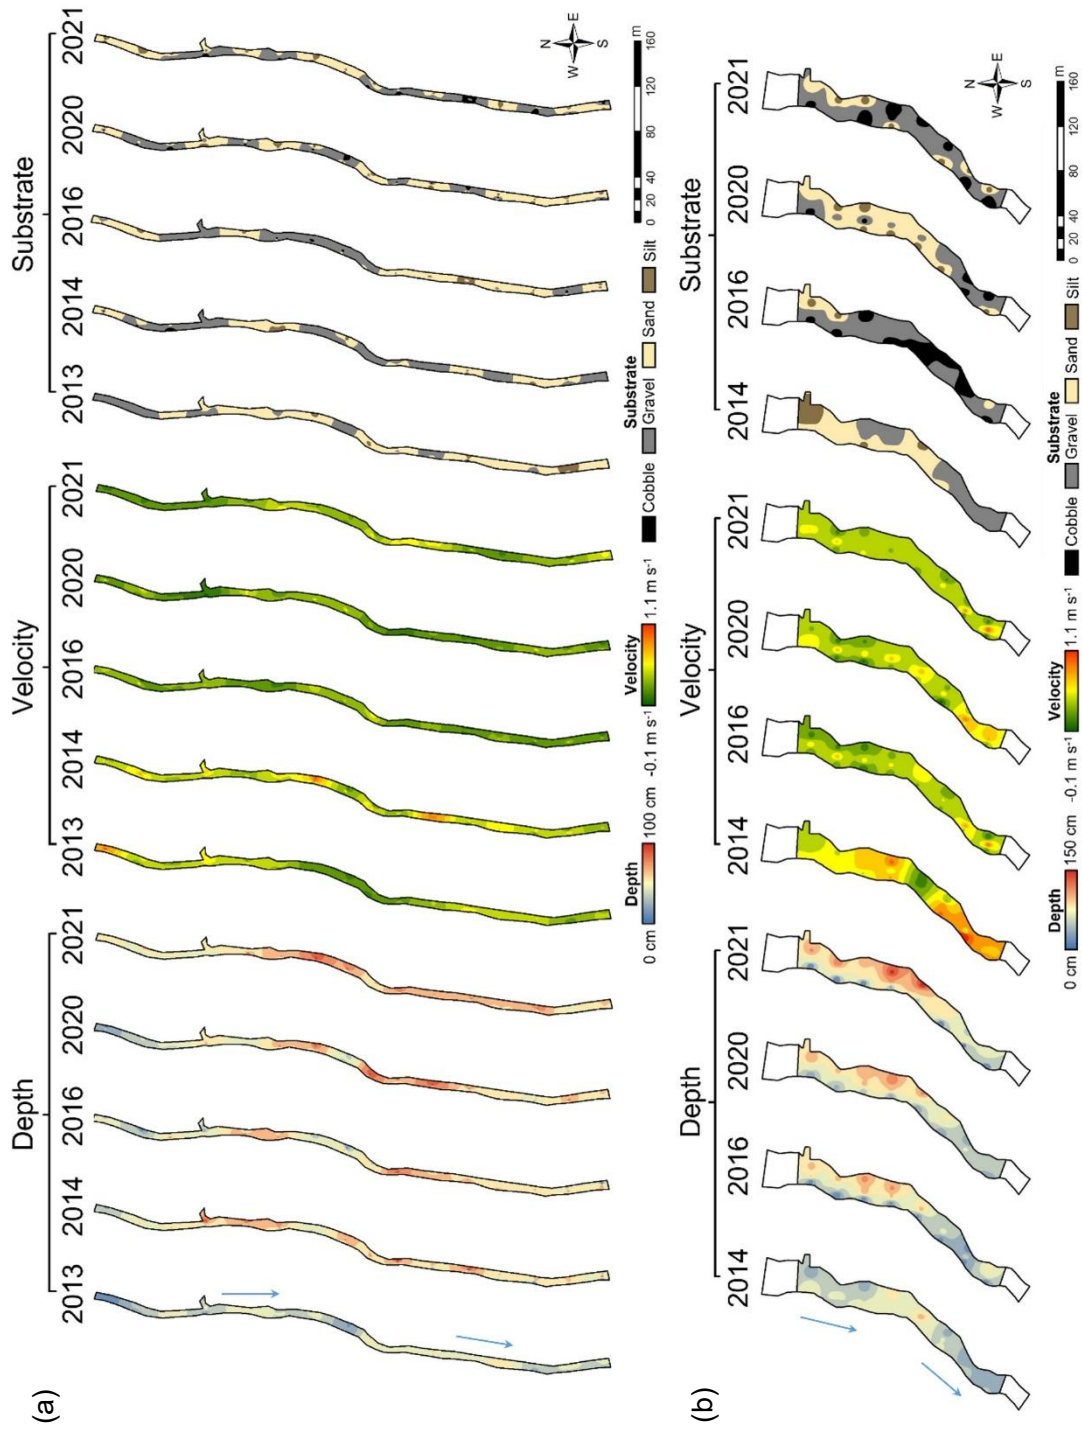 (a)
Depth
Velocity
Substrate
2013
2014
2016
2020
2021
2013
2014
2016
2020
2021
2013
2014
2016
2020
2021
Depth
0 cm
100 cm
Velocity
-0.1 m s-1
1.1 m s-1
Substrate
Cobble
Gravel
Sand
Silt
0 20 40 80 120 160
m
N
E
S
W
(b)
Depth
Velocity
Substrate
2014
2016
2020
2021
2014
2016
2020
2021
2014
2016
2020
2021
Depth
0 cm
150 cm
Velocity
-0.1 m s-1
1.1 m s-1
Substrate
Cobble
Gravel
Sand
Silt
0 20 40 80 120 160
m
N
E
S
W